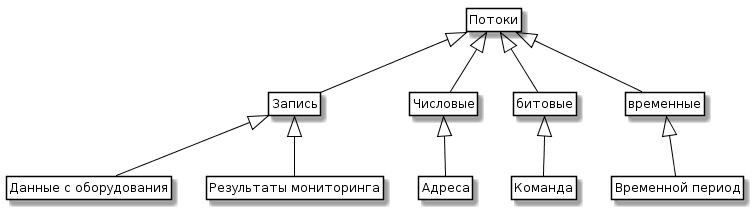 Потоки
Запись
Числовые
битовые
временные
Данные с оборудования
Результаты мониторинга
Адреса
Команда
Временной период